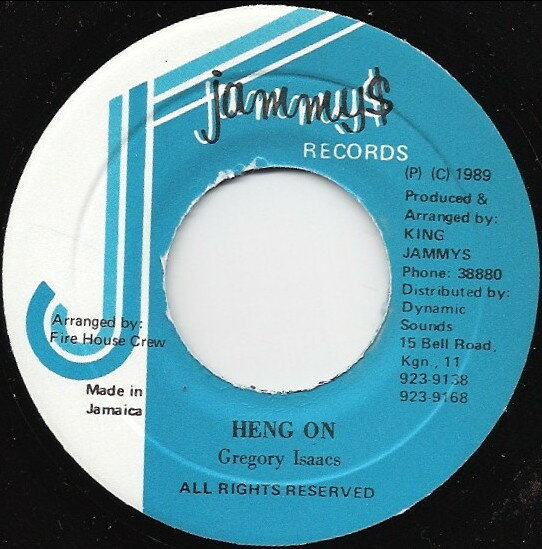 jammy$
RECORDS
(P) (C) 1989
Produced &
Arranged by:
KING
JAMMYS
Phone: 38880
Distributed by:
Dynamic
Sounds
15 Bell Road,
Kgn., 11
923-9138
923-9168
Arranged by:
Fire House Crew
Made in
Jamaica
HENG ON
Gregory Isaacs
ALL RIGHTS RESERVED